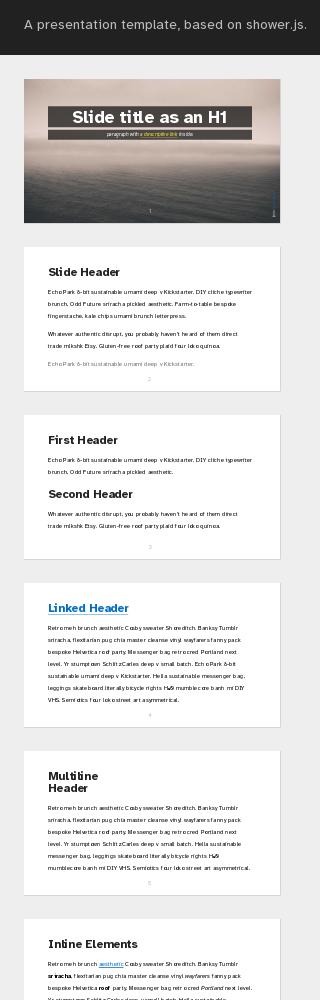 A presentation template, based on shower.js.
Slide title as an H1
paragraph with a descriptive link inside
1
Slide Header
Echo Park 8-bit sustainable umami deep v Kickstarter. DIY cliche typewriter
brunch. Odd Future sriracha pickled aesthetic. Farm-to-table bespoke
fingerstache, kale chips umami brunch letterpress.
Whatever authentic disrupt, you probably haven't heard of them direct
trade mlkshk Etsy. Gluten-free roof party plaid four loko quinoa.
Echo Park 8-bit sustainable umami deep v Kickstarter.
2
First Header
Echo Park 8-bit sustainable umami deep v Kickstarter. DIY cliche typewriter
brunch. Odd Future sriracha pickled aesthetic.
Second Header
Whatever authentic disrupt, you probably haven't heard of them direct
trade mlkshk Etsy. Gluten-free roof party plaid four loko quinoa.
3
Linked Header
Retro meh brunch aesthetic Cosby sweater Shoreditch. Banksy Tumblr
sriracha, flexitarian pug chia master cleanse vinyl wayfarers fanny pack
bespoke Helvetica roof party. Messenger bag retro cred Portland next
level. Yr stumptown Schlitz Carles deep v small batch. Echo Park 8-bit
sustainable umami deep v Kickstarter. Hella sustainable messenger bag,
leggings skateboard literally bicycle rights H&M mumblecore banh mi DIY
VHS. Semiotics four loko street art asymmetrical.
4
Multiline
Header
Retro meh brunch aesthetic Cosby sweater Shoreditch. Banksy Tumblr
sriracha, flexitarian pug chia master cleanse vinyl wayfarers fanny pack
bespoke Helvetica roof party. Messenger bag retro cred Portland next
level. Yr stumptown Schlitz Carles deep v small batch. Hella sustainable
messenger bag, leggings skateboard literally bicycle rights H&M
mumblecore banh mi DIY VHS. Semiotics four loko street art asymmetrical.
5
Inline Elements
Retro meh brunch aesthetic Cosby sweater Shoreditch. Banksy Tumblr
sriracha, flexitarian pug chia master cleanse vinyl wayfarers fanny pack
bespoke Helvetica roof party. Messenger bag retro cred Portland next